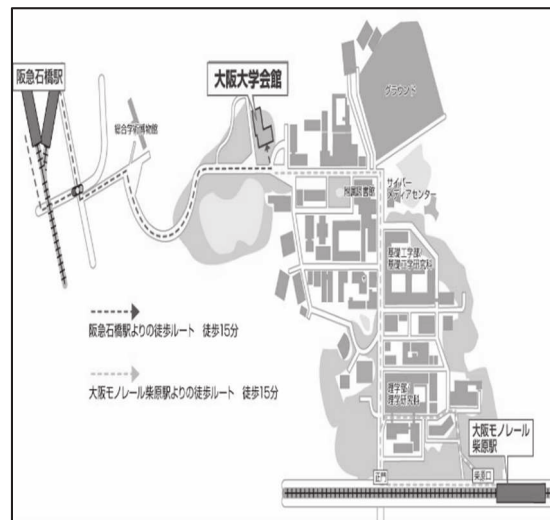 阪急石橋駅
大阪大学会館
総合学術博物館
グラウンド
附属図書館
サイバー
メディアセンター
基礎工学部/
基礎工学研究科
阪急石橋駅よりの徒歩ルート 徒歩15分
大阪モノレール柴原駅よりの徒歩ルート 徒歩15分
理学部/
理学研究科
大阪モノレール
柴原駅
正門
柴原口